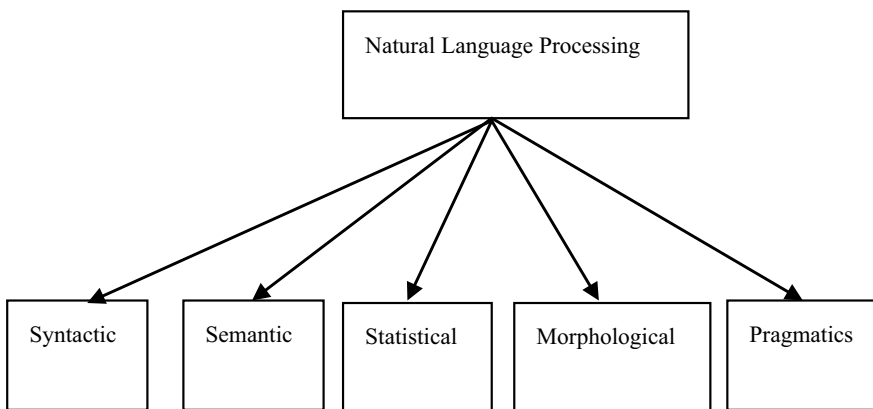 Natural Language Processing
Syntactic
Semantic
Statistical
Morphological
Pragmatics